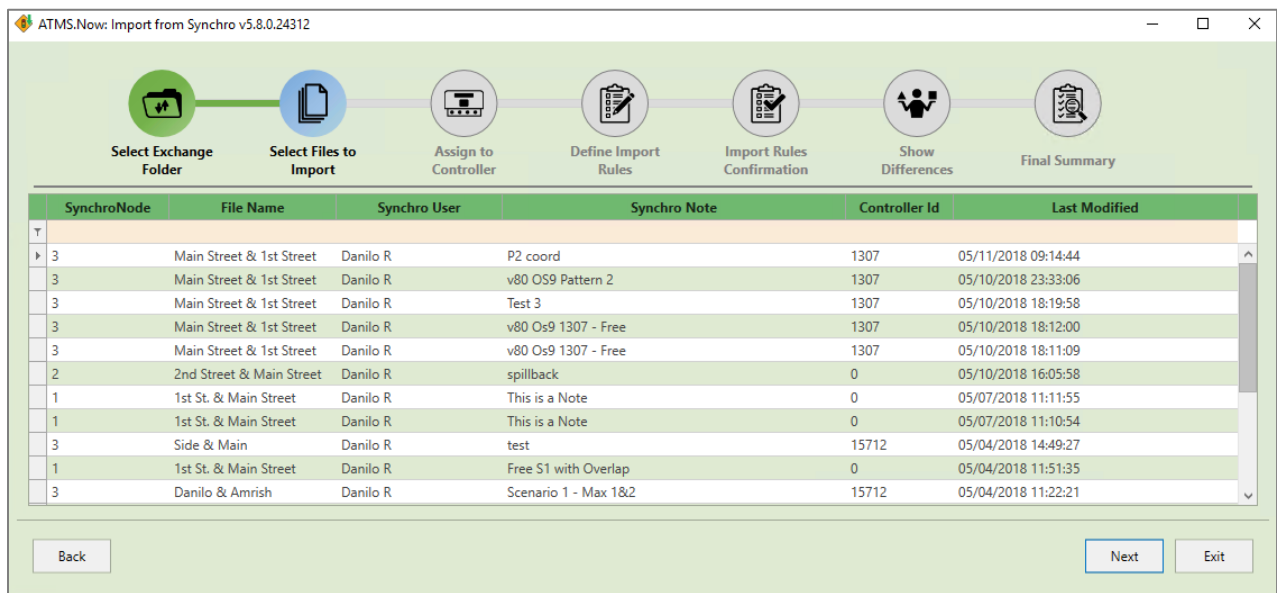 ATMS.Now: Import from Synchro v5.8.0.24312
Select Exchange Folder
Select Files to Import
Assign to Controller
Define Import Rules
Import Rules Confirmation
Show Differences
Final Summary
SynchroNode File Name Synchro User Synchro Note Controller Id Last Modified
3 Main Street & 1st Street Danilo R P2 coord 1307 05/11/2018 09:14:44
3 Main Street & 1st Street Danilo R v80 OS9 Pattern 2 1307 05/10/2018 23:33:06
3 Main Street & 1st Street Danilo R Test 3 1307 05/10/2018 18:19:58
3 Main Street & 1st Street Danilo R v80 Os9 1307 - Free 1307 05/10/2018 18:12:00
3 Main Street & 1st Street Danilo R v80 Os9 1307 - Free 1307 05/10/2018 18:11:09
2 2nd Street & Main Street Danilo R spillback 0 05/10/2018 16:05:58
1 1st St. & Main Street Danilo R This is a Note 0 05/07/2018 11:11:55
1 1st St. & Main Street Danilo R This is a Note 0 05/07/2018 11:10:54
3 Side & Main Danilo R test 15712 05/04/2018 14:49:27
1 1st St. & Main Street Danilo R Free S1 with Overlap 0 05/04/2018 11:51:35
3 Danilo & Amrish Danilo R Scenario 1 - Max 1&2 15712 05/04/2018 11:22:21
Back Next Exit